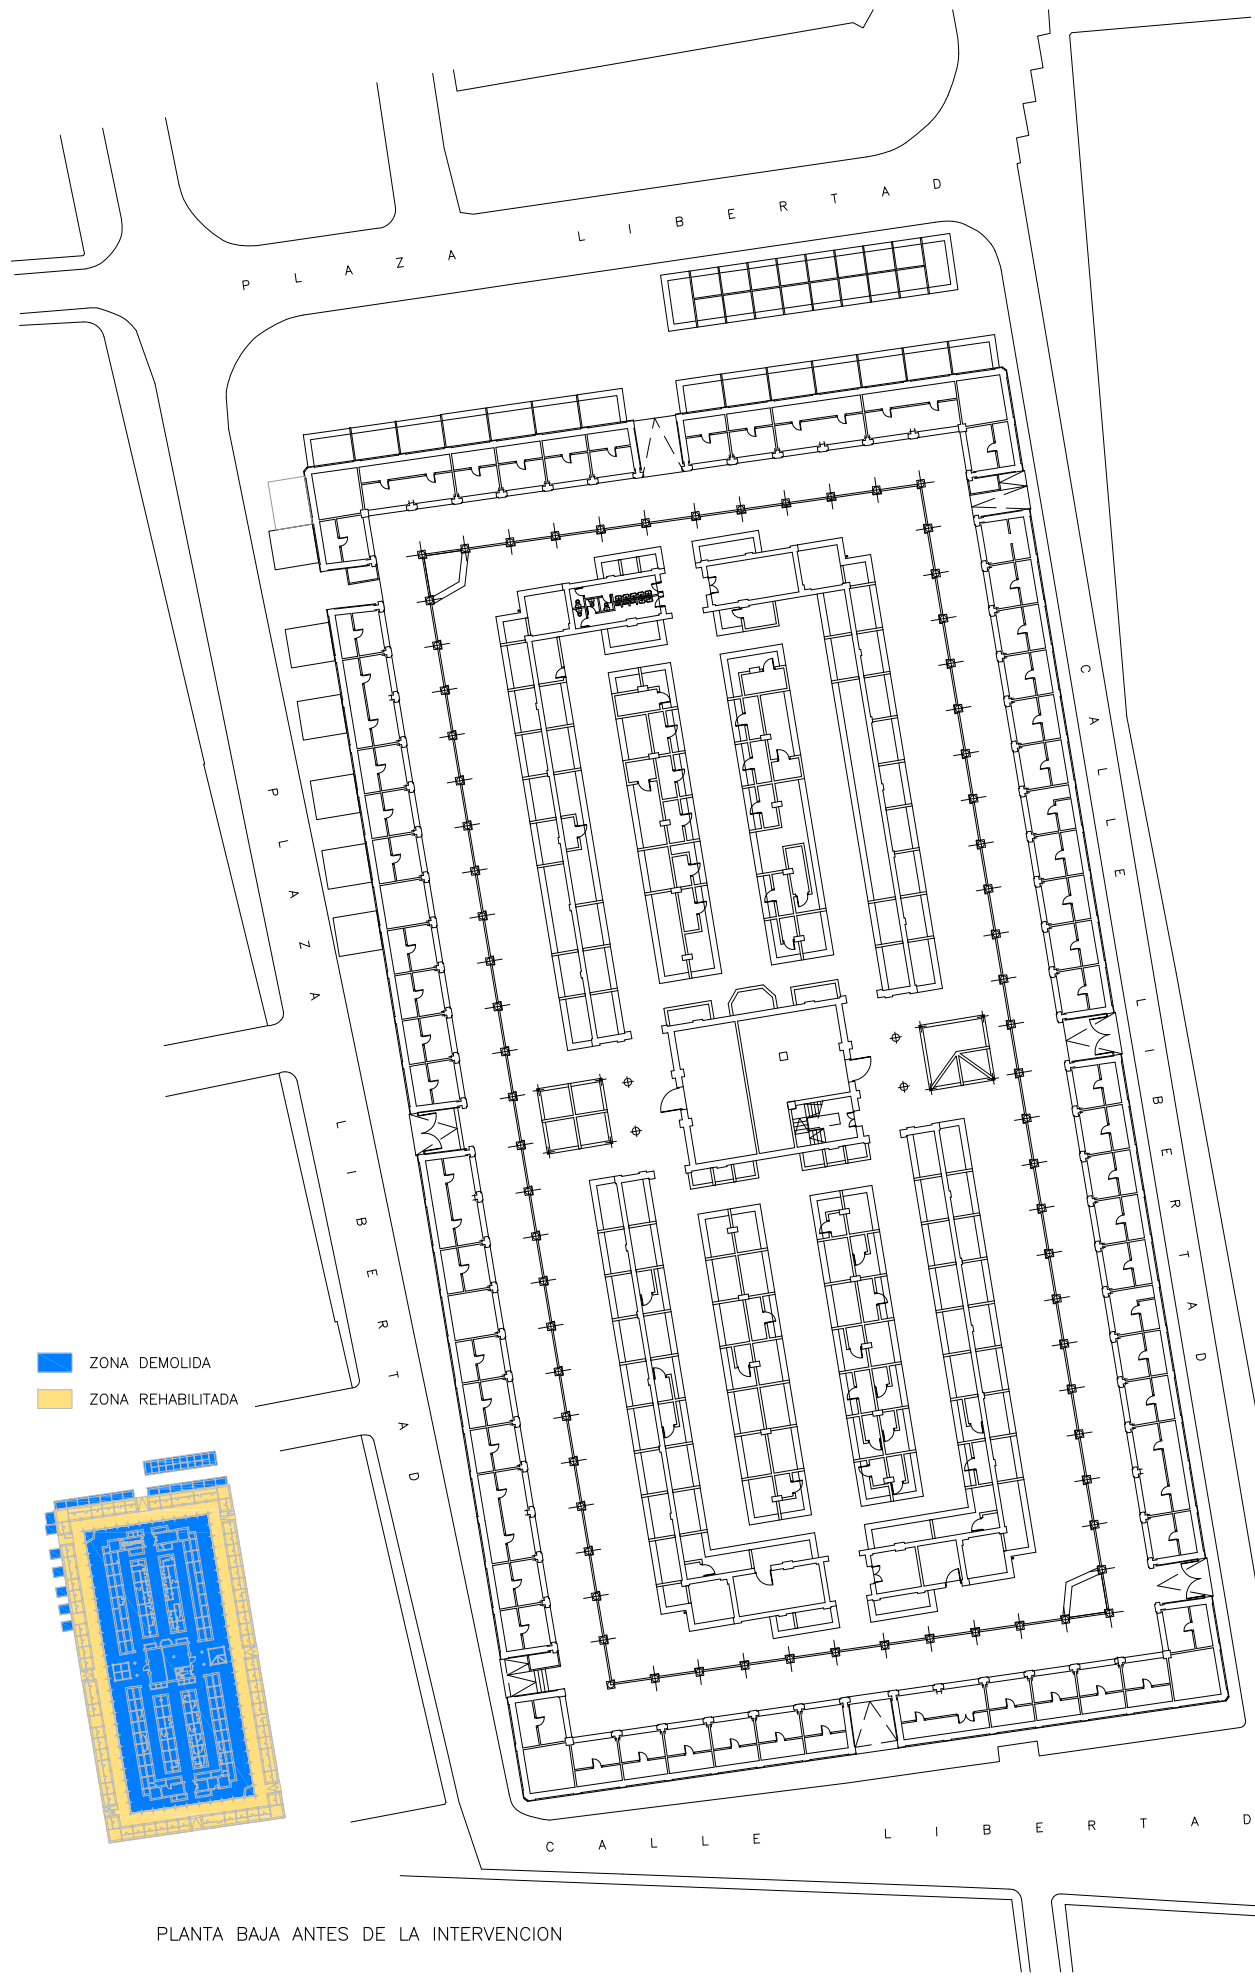 PLAZA LIBERTAD
CALLE LIBERTAD
PLAZA LIBERTAD
ZONA DEMOLIDA
ZONA REHABILITADA
CALLE LIBERTAD
PLANTA BAJA ANTES DE LA INTERVENCION